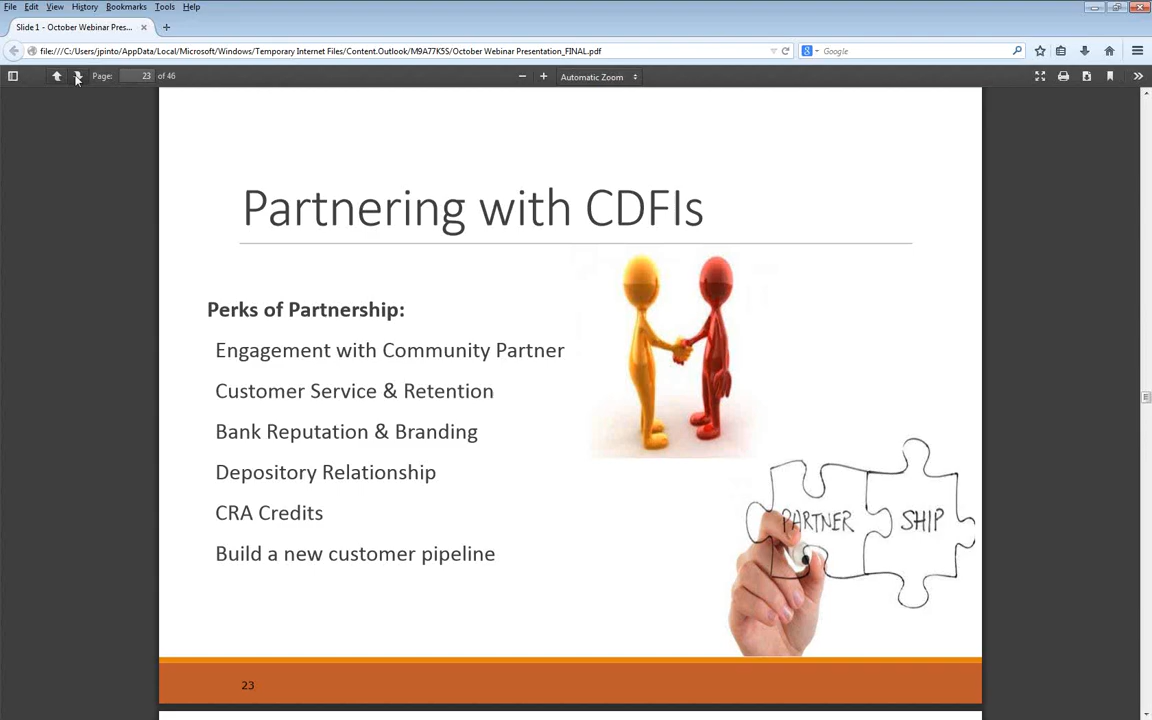 File Edit View History Bookmarks Tools Help
Slide 1 - October Webinar Pres...
file:///C:/Users/jpinto/AppData/Local/Microsoft/Windows/Temporary Internet Files/Content.Outlook/M9A77K5S/October Webinar Presentation_FINAL.pdf
Google
Page: 23 of 46
Automatic Zoom
Partnering with CDFIs
Perks of Partnership:
Engagement with Community Partner
Customer Service & Retention
Bank Reputation & Branding
Depository Relationship
CRA Credits
Build a new customer pipeline
PARTNER SHIP
23